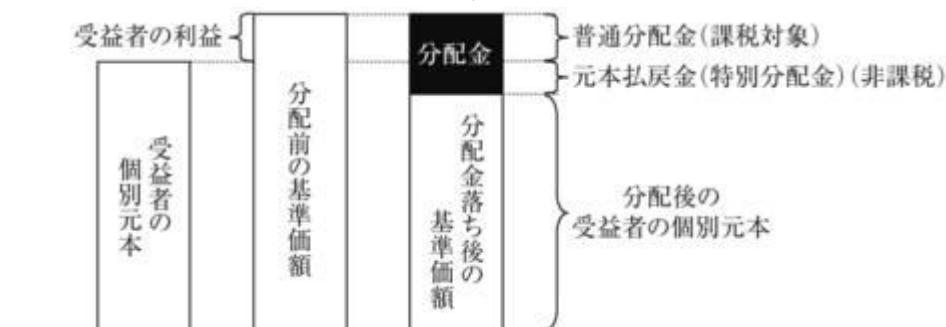 受益者の利益
分配金
普通分配金(課税対象)
元本払戻金(特別分配金)(非課税)
受益者の
個別元本
分配前の基準価額
分配金落ち後の
基準価額
分配後の
受益者の個別元本